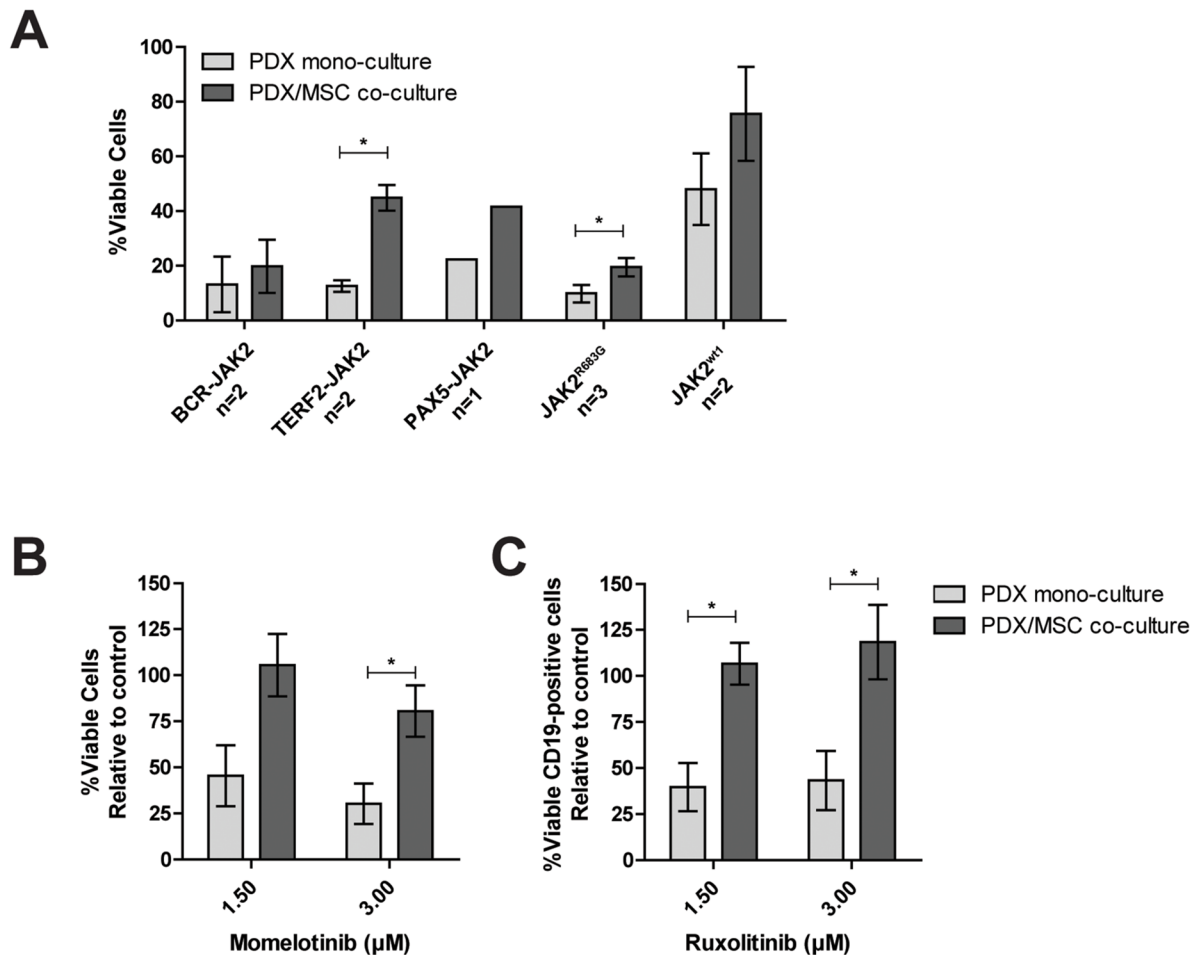 A
%Viable Cells
100
80
60
40
20
0
PDX mono-culture
PDX/MSC co-culture
*
*
BCR-JAK2
n=2
TERF2-JAK2
n=2
PAX5-JAK2
n=1
JAK2R683G
n=3
JAK2wt1
n=2
B
%Viable Cells
Relative to control
150
125
100
75
50
25
0
*
1.50
3.00
Momelotinib (µM)
C
%Viable CD19-positive cells
Relative to control
150
125
100
75
50
25
0
*
*
1.50
3.00
Ruxolitinib (µM)
PDX mono-culture
PDX/MSC co-culture